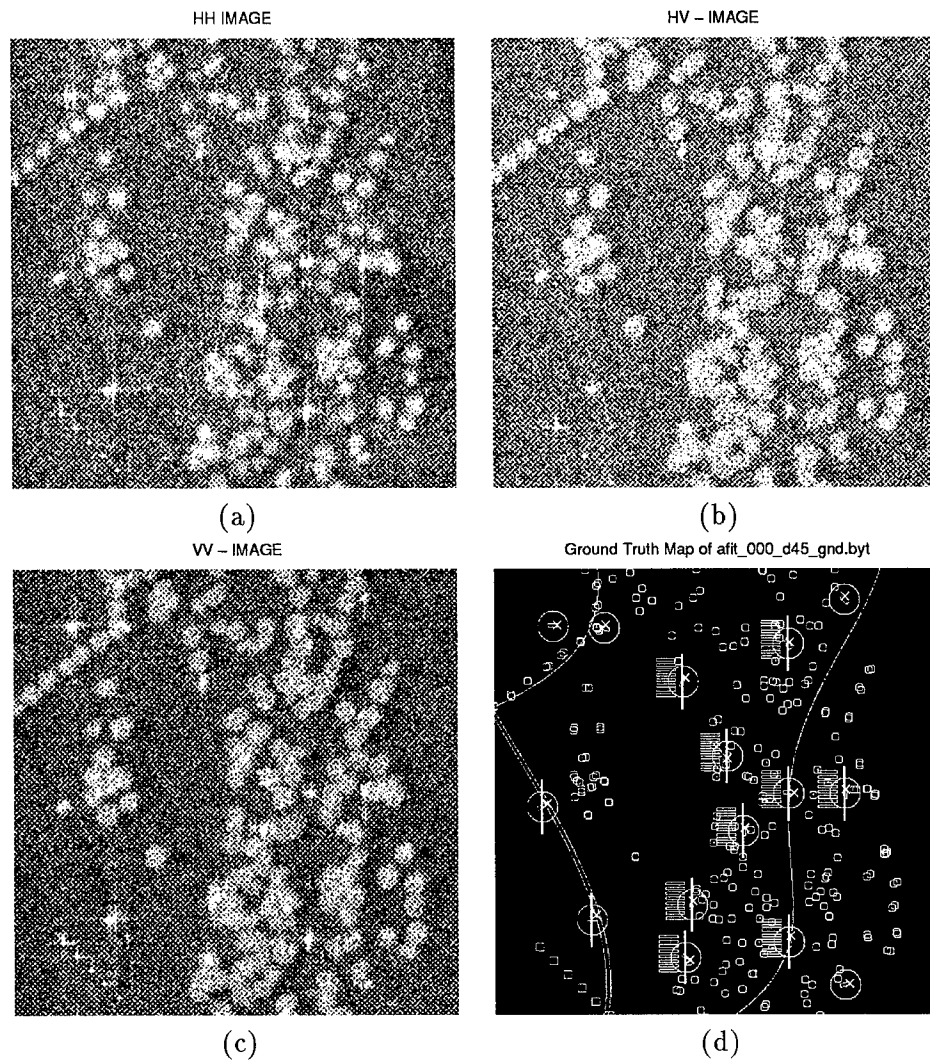 HH IMAGE
HV – IMAGE
(a)
(b)
VV – IMAGE
Ground Truth Map of afit_000_d45_gnd.byt
(c)
(d)